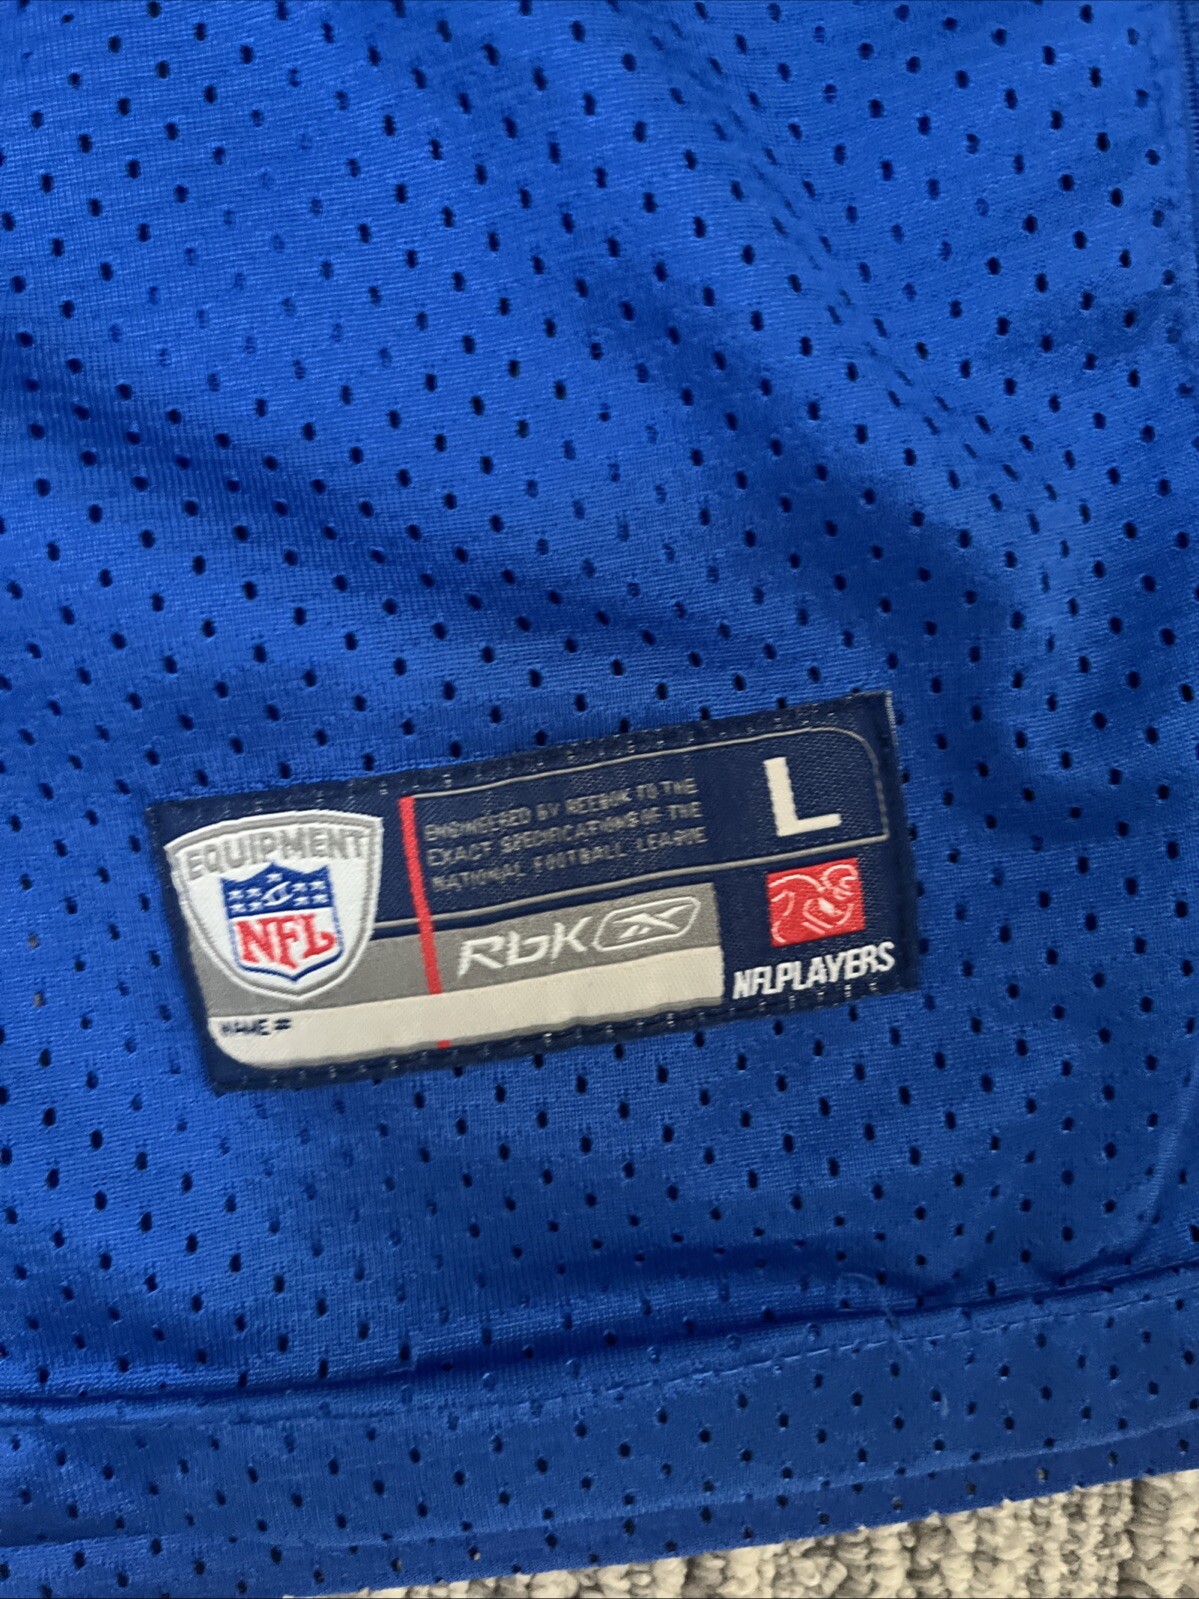 EQUIPMENT
NFL
ENGINEERED BY REEBOK TO THE
EXACT SPECIFICATIONS OF THE
NATIONAL FOOTBALL LEAGUE
L
RbK
NFLPLAYERS
NAME #